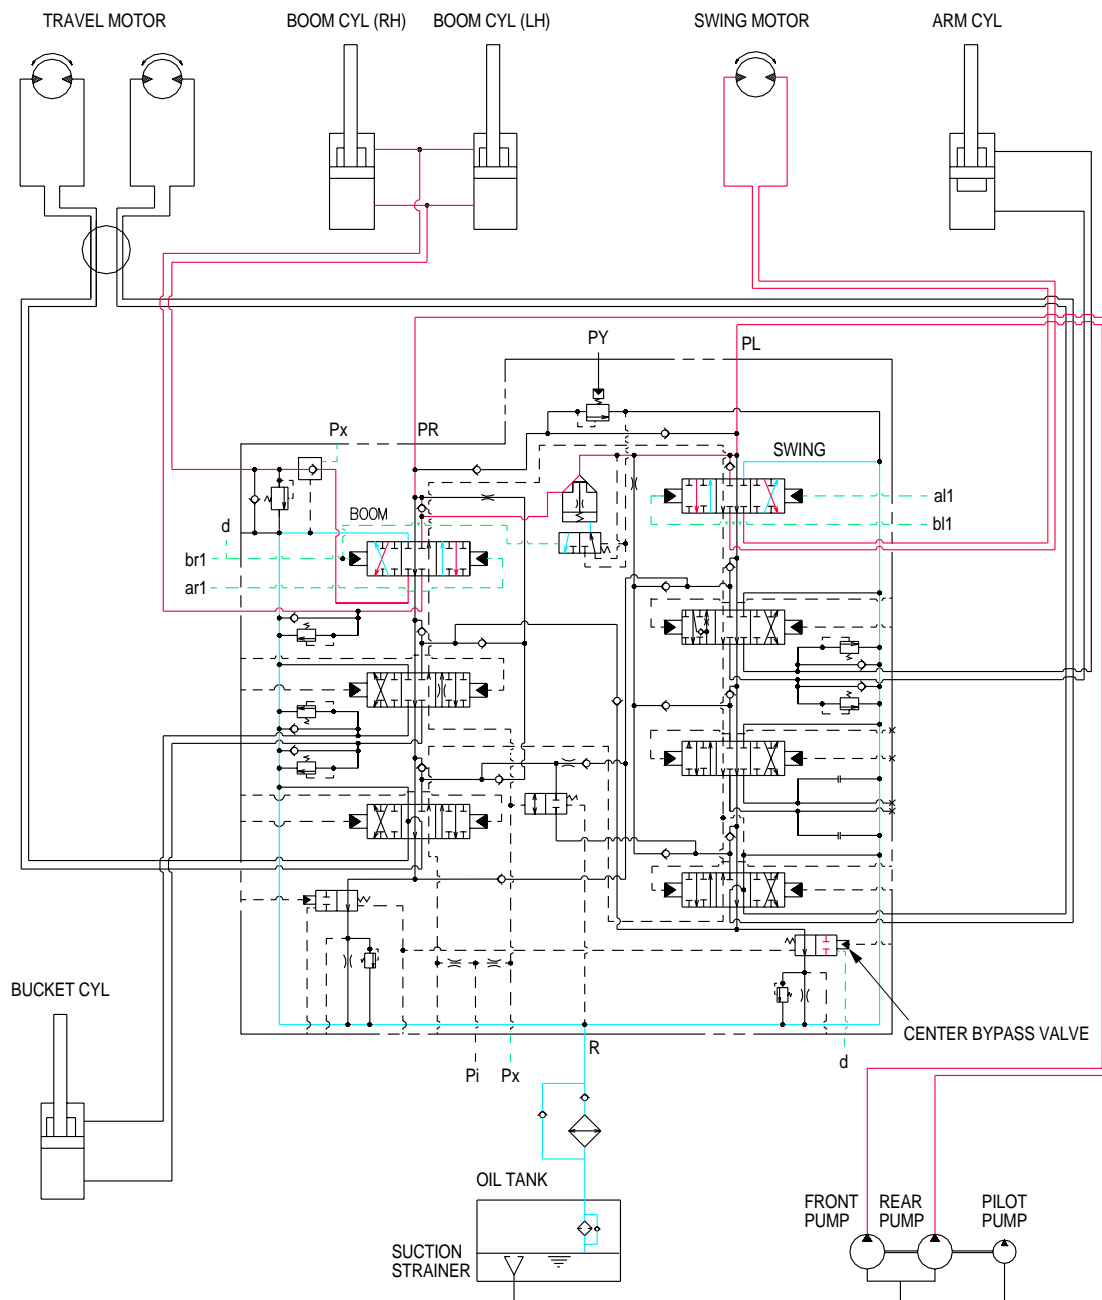 TRAVEL MOTOR
BOOM CYL (RH)
BOOM CYL (LH)
SWING MOTOR
ARM CYL
PY
PL
Px
PR
SWING
BOOM
al1
bl1
d
br1
ar1
BUCKET CYL
CENTER BYPASS VALVE
R
Pi
Px
d
OIL TANK
SUCTION
STRAINER
FRONT
PUMP
REAR
PUMP
PILOT
PUMP